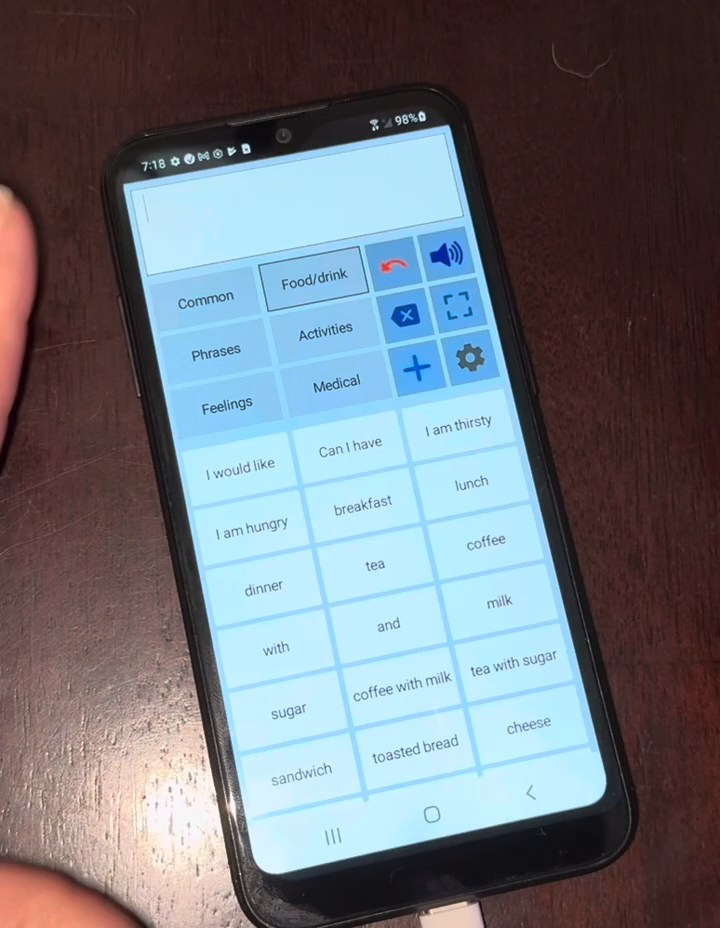 7:18 98%
Common Food/drink
Phrases Activities
Feelings Medical
I would like Can I have I am thirsty
I am hungry breakfast lunch
dinner tea coffee
with and milk
sugar coffee with milk tea with sugar
sandwich toasted bread cheese